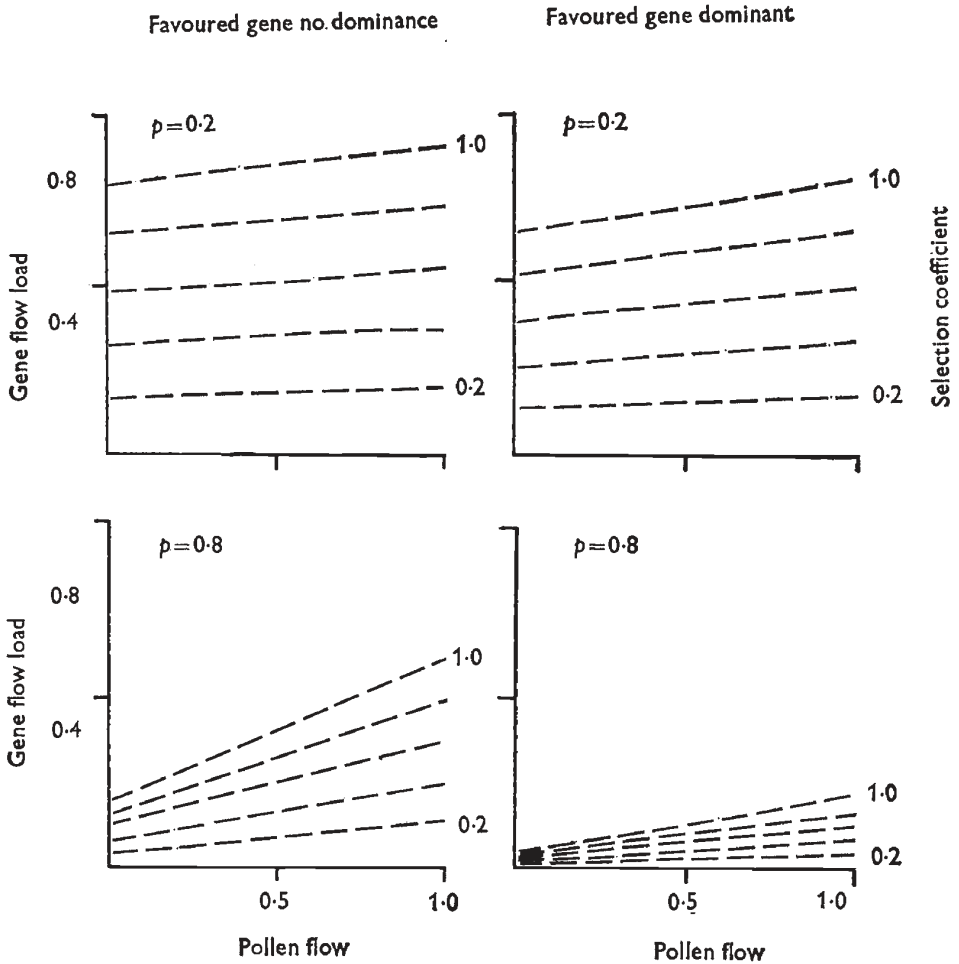 Favoured gene no. dominance
Favoured gene dominant
p=0·2
p=0·2
1·0
1·0
0·8
Gene flow load
0·4
0·2
0·2
Selection coefficient
p=0·8
p=0·8
0·8
Gene flow load
0·4
1·0
1·0
0·2
0·2
0·5
1·0
0·5
1·0
Pollen flow
Pollen flow